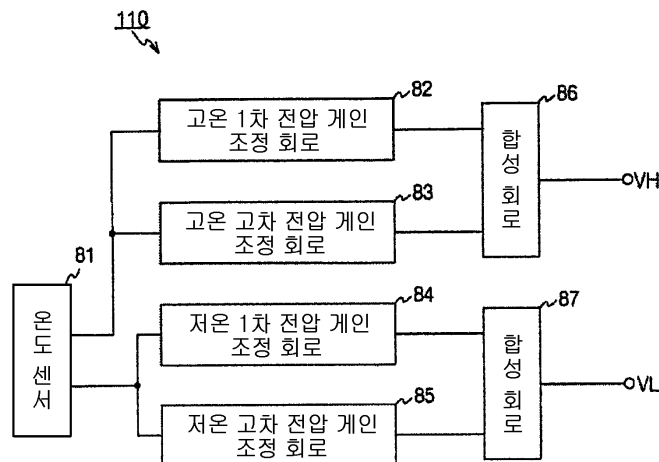 110
82
고온 1차 전압 게인
조정 회로
86
합성 회로
VH
83
고온 고차 전압 게인
조정 회로
81
온도 센서
84
저온 1차 전압 게인
조정 회로
87
합성 회로
VL
85
저온 고차 전압 게인
조정 회로